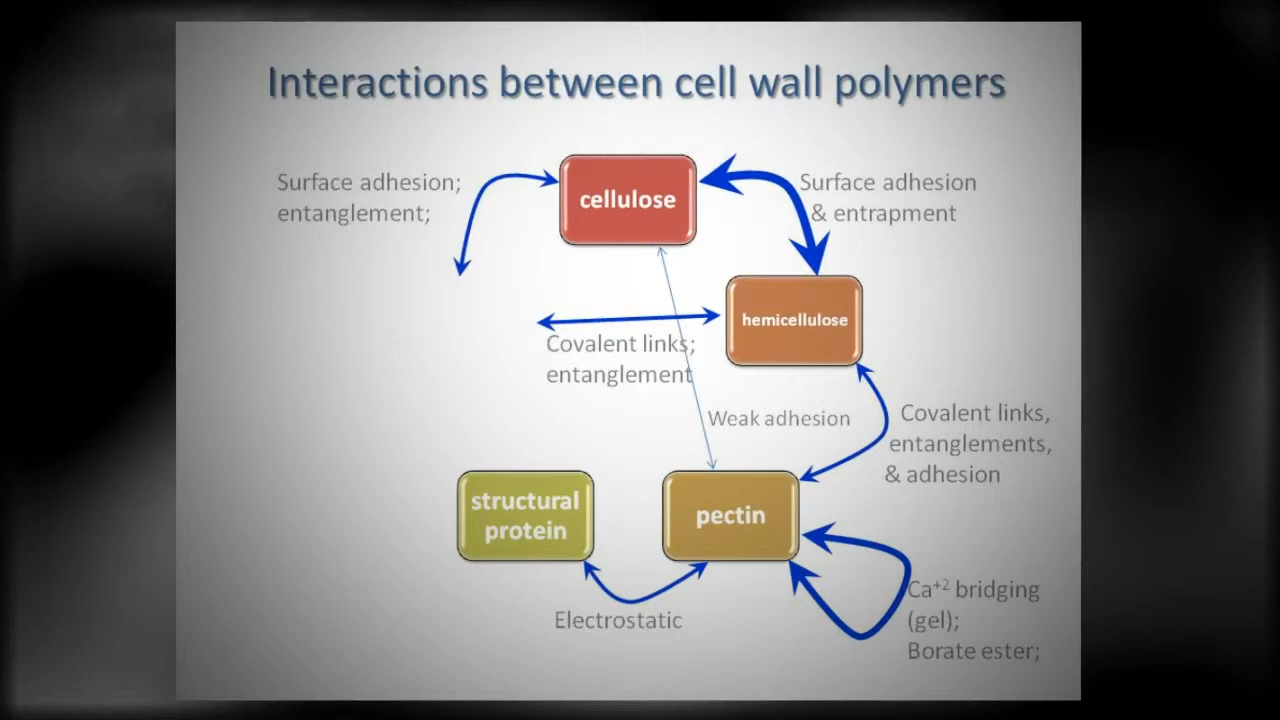 Interactions between cell wall polymers
Surface adhesion;
entanglement;
cellulose
Surface adhesion
& entrapment
hemicellulose
Covalent links;
entanglement
Weak adhesion
Covalent links,
entanglements,
& adhesion
structural
protein
pectin
Electrostatic
Ca⁺² bridging
(gel);
Borate ester;